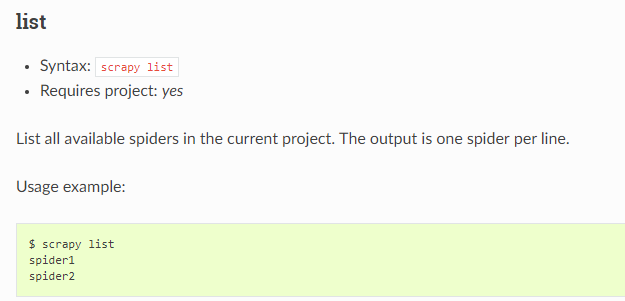 list
Syntax: scrapy list
Requires project: yes
List all available spiders in the current project. The output is one spider per line.
Usage example:
$ scrapy list
spider1
spider2